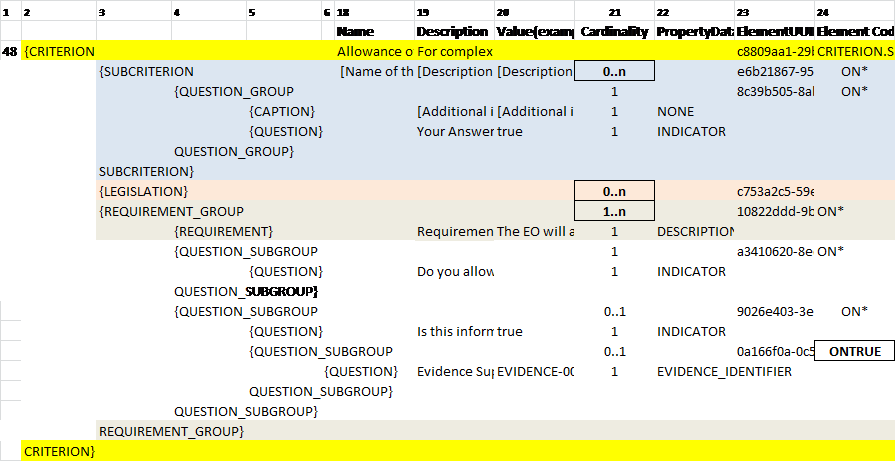 1 2 3 4 5 6 18 19 20 21 22 23 24
Name Description Value(exam Cardinality PropertyDat ElementUUI Element Cod
48 {CRITERION Allowance o For complex c8809aa1-29 CRITERION.S
{SUBCRITERION [Name of th [Description [Description 0..n e6b21867-95 ON*
{QUESTION_GROUP 1 8c39b505-8a ON*
{CAPTION} [Additional i [Additional i 1 NONE
{QUESTION} Your Answer true 1 INDICATOR
QUESTION_GROUP}
SUBCRITERION}
{LEGISLATION} 0..n c753a2c5-59e
{REQUIREMENT_GROUP 1..n 10822ddd-9b ON*
{REQUIREMENT} Requiremen The EO will a 1 DESCRIPTION
{QUESTION_SUBGROUP 1 a3410620-8e ON*
{QUESTION} Do you allow 1 INDICATOR
QUESTION_SUBGROUP}
{QUESTION_SUBGROUP 0..1 9026e403-3e ON*
{QUESTION} Is this inform true 1 INDICATOR
{QUESTION_SUBGROUP 0..1 0a166f0a-0c5 ONTRUE
{QUESTION} Evidence Sup EVIDENCE-00 1 EVIDENCE_IDENTIFIER
QUESTION_SUBGROUP}
QUESTION_SUBGROUP}
REQUIREMENT_GROUP}
CRITERION}